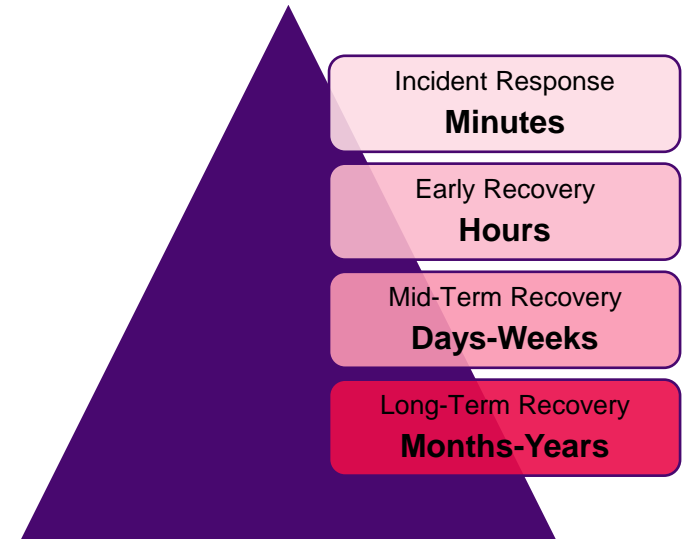 Incident Response
Minutes
Early Recovery
Hours
Mid-Term Recovery
Days-Weeks
Long-Term Recovery
Months-Years